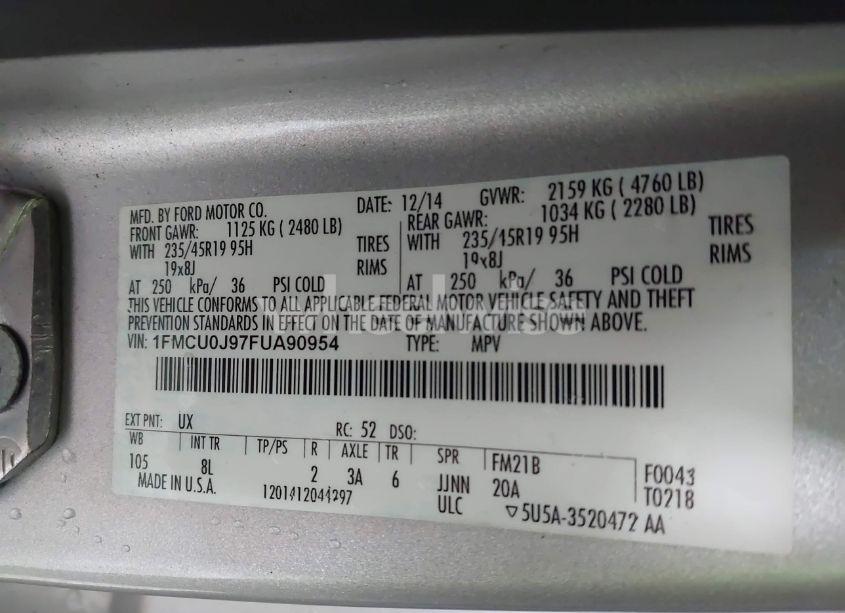 MFD. BY FORD MOTOR CO. DATE: 12/14 GVWR: 2159 KG ( 4760 LB)
FRONT GAWR: 1125 KG ( 2480 LB) REAR GAWR: 1034 KG ( 2280 LB)
WITH 235/45R19 95H TIRES WITH 235/45R19 95H TIRES
19x8J RIMS 19x8J RIMS
AT 250 kPa/ 36 PSI COLD AT 250 kPa/ 36 PSI COLD
THIS VEHICLE CONFORMS TO ALL APPLICABLE FEDERAL MOTOR VEHICLE SAFETY AND THEFT
PREVENTION STANDARDS IN EFFECT ON THE DATE OF MANUFACTURE SHOWN ABOVE.
VIN: 1FMCU0J97FUA90954 TYPE: MPV
EXT PNT: UX RC: 52 DSO:
WB INT TR TP/PS R AXLE TR SPR FM21B F0043
105 8L 2 3A 6 JJNN 20A T0218
MADE IN U.S.A. 1201412044297 ULC ▽5U5A-3520472 AA